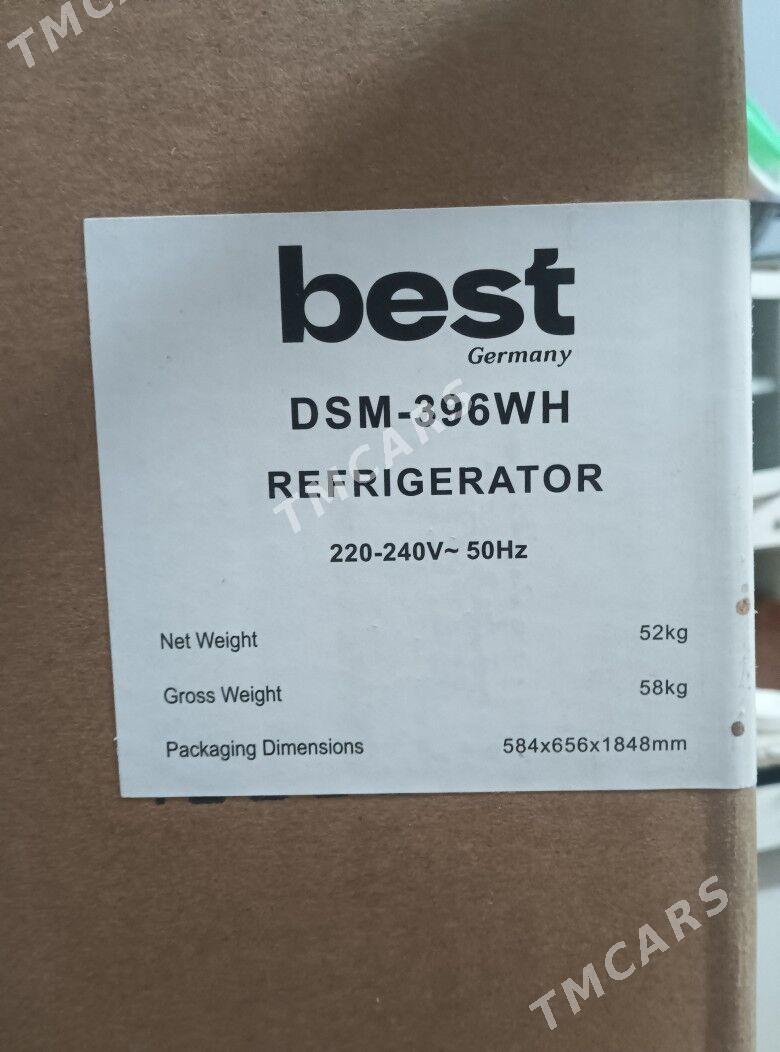 TMCARS
best
Germany
DSM-396WH
REFRIGERATOR
TMCARS
220-240V~ 50Hz
Net Weight 52kg
Gross Weight 58kg
Packaging Dimensions 584x656x1848mm
TMCARS